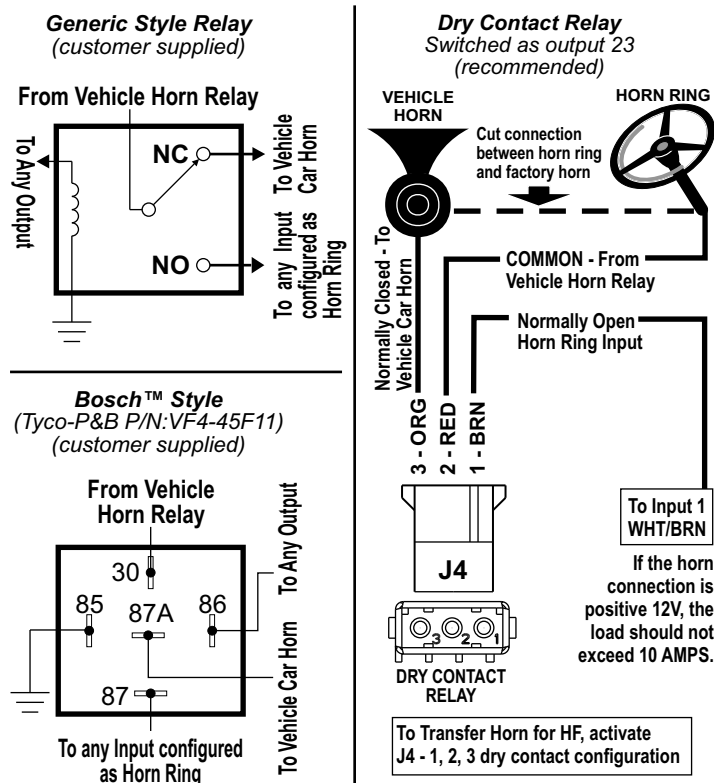 Generic Style Relay
(customer supplied)
From Vehicle Horn Relay
To Any Output
NC
To Vehicle
Car Horn
NO
To any Input
configured as
Horn Ring
Bosch™ Style
(Tyco-P&B P/N:VF4-45F11)
(customer supplied)
From Vehicle
Horn Relay
30
85
87A
86
87
To Any Output
To Vehicle Car Horn
To any Input configured
as Horn Ring
Dry Contact Relay
Switched as output 23
(recommended)
VEHICLE
HORN
HORN RING
Cut connection
between horn ring
and factory horn
Normally Closed - To
Vehicle Car Horn
COMMON - From
Vehicle Horn Relay
Normally Open
Horn Ring Input
3 - ORG
2 - RED
1 - BRN
To Input 1
WHT/BRN
J4
If the horn
connection is
positive 12V, the
load should not
exceed 10 AMPS.
3 2 1
DRY CONTACT
RELAY
To Transfer Horn for HF, activate
J4 - 1, 2, 3 dry contact configuration